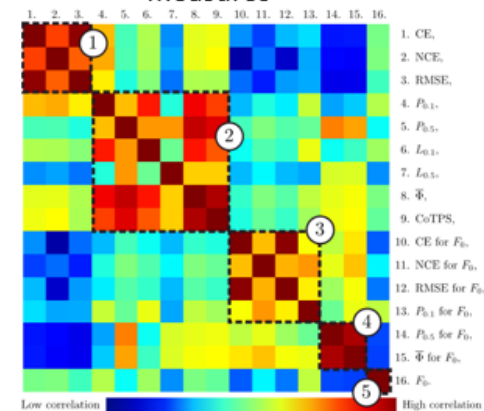 measures
1. 2. 3. 4. 5. 6. 7. 8. 9. 10. 11. 12. 13. 14. 15. 16.
1. CE,
2. NCE,
3. RMSE,
4. P₀.₁,
5. P₀.₅,
6. L₀.₁,
7. L₀.₅,
8. Φ̅,
9. CoTPS,
10. CE for F₀,
11. NCE for F₀,
12. RMSE for F₀,
13. P₀.₁ for F₀,
14. P₀.₅ for F₀,
15. Φ̅ for F₀,
16. F₀.
1
2
3
4
5
Low correlation High correlation